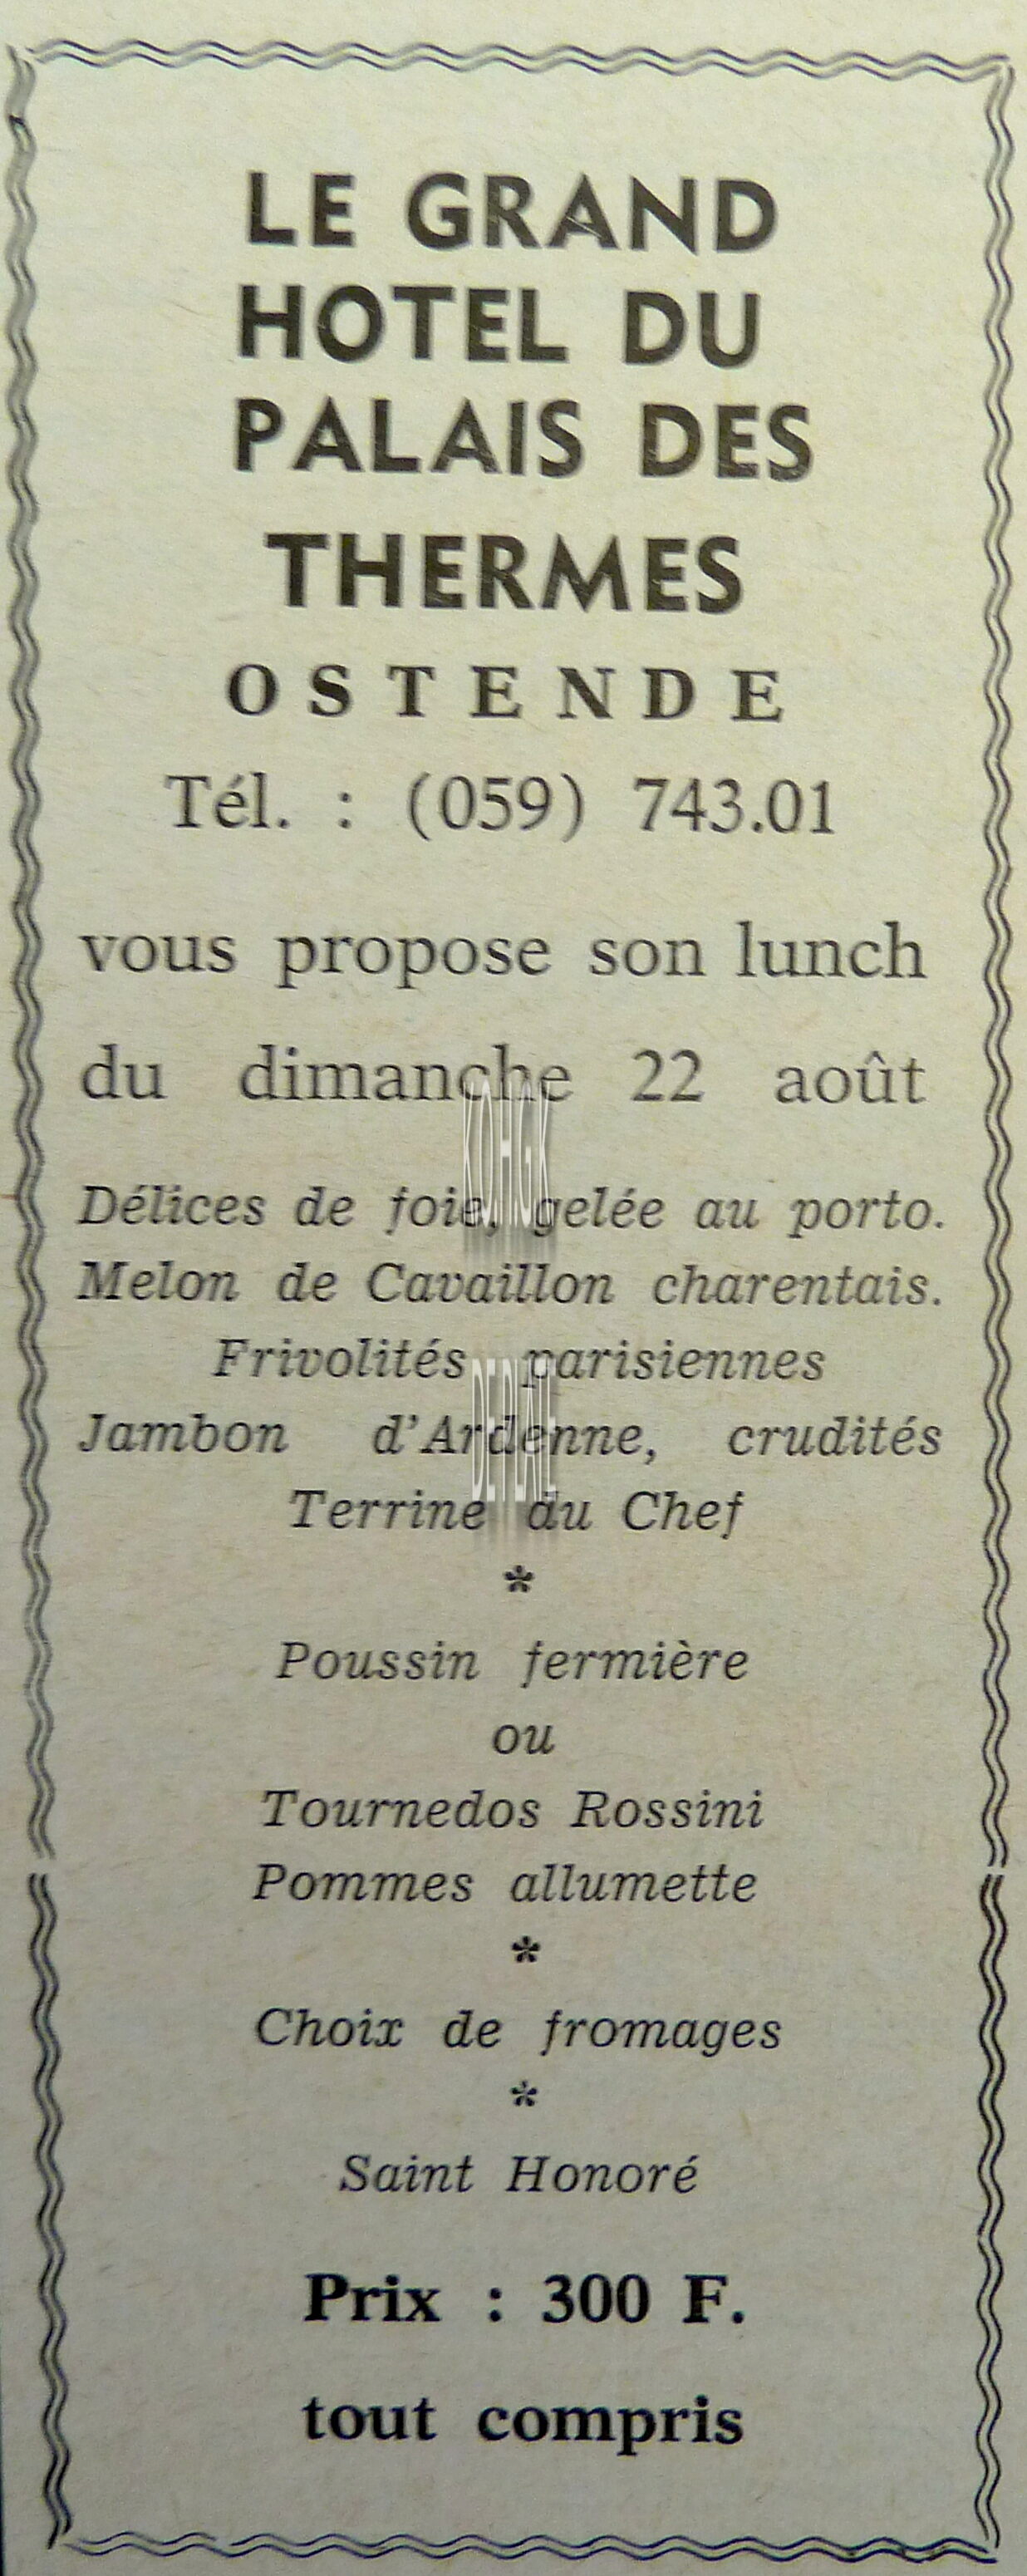 LE GRAND
HOTEL DU
PALAIS DES
THERMES
OSTENDE
Tél. : (059) 743.01
vous propose son lunch
du dimanche 22 août
Délices de foie, gelée au porto.
Melon de Cavaillon charentais.
Frivolités parisiennes
Jambon d'Ardenne, crudités
Terrine du Chef
*
Poussin fermière
ou
Tournedos Rossini
Pommes allumette
*
Choix de fromages
*
Saint Honoré
Prix : 300 F.
tout compris